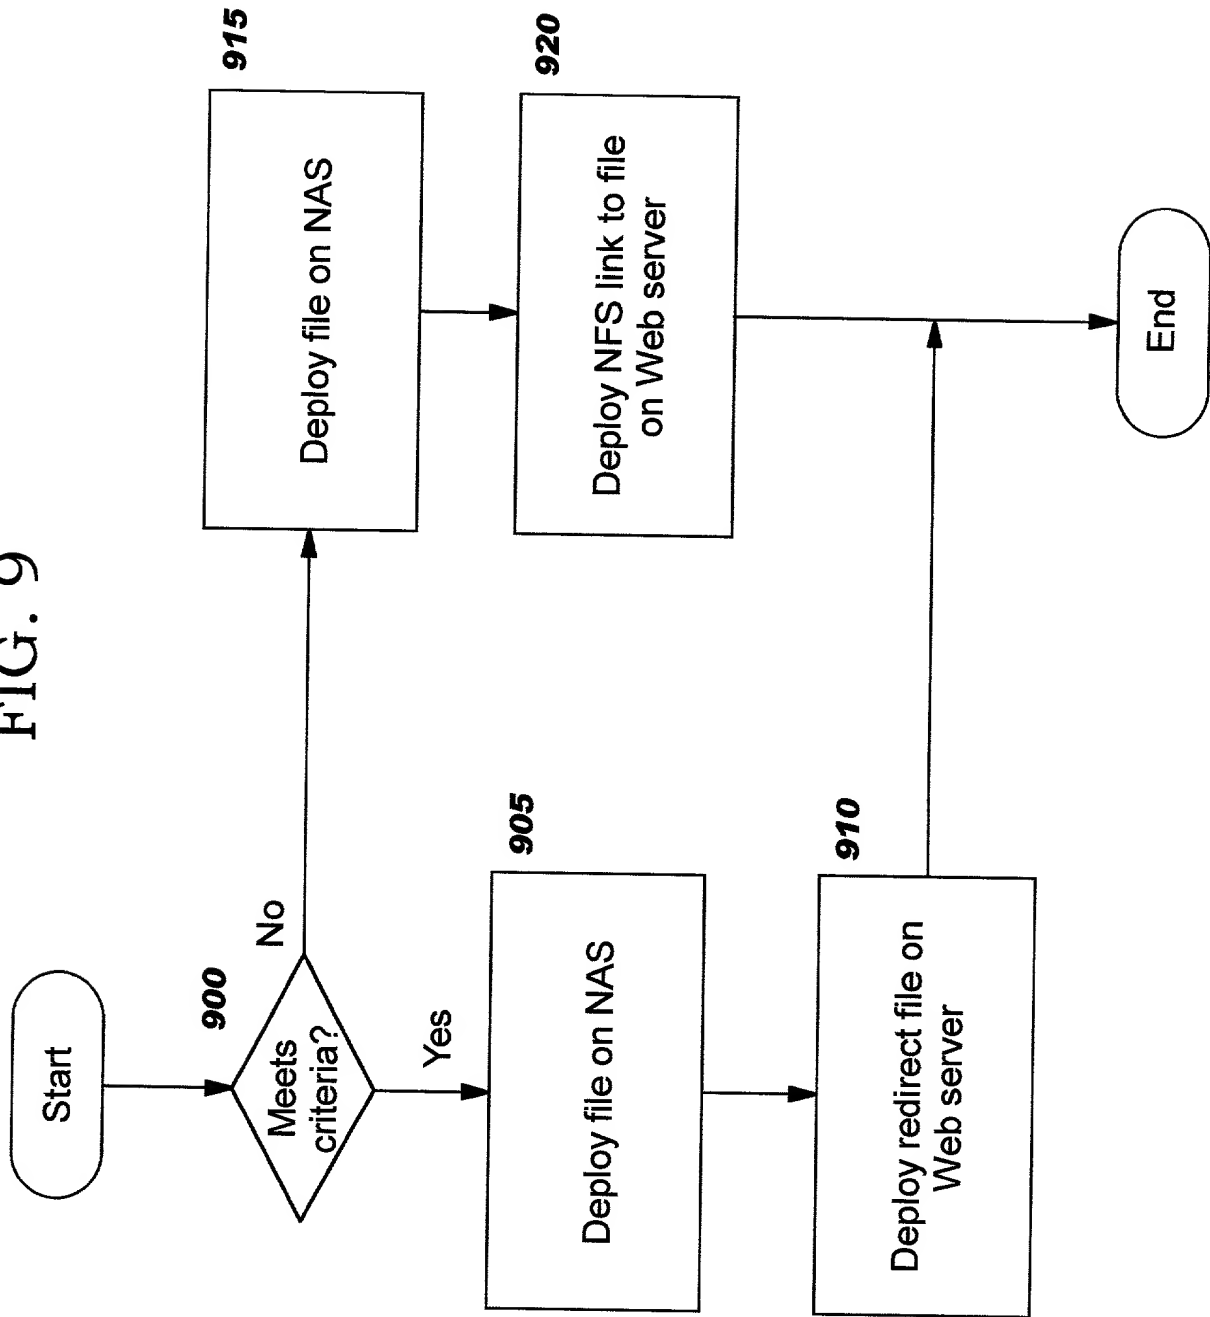 FIG. 9
Start
900
Meets
criteria?
No
Yes
915
Deploy file on NAS
905
Deploy file on NAS
920
Deploy NFS link to file
on Web server
910
Deploy redirect file on
Web server
End